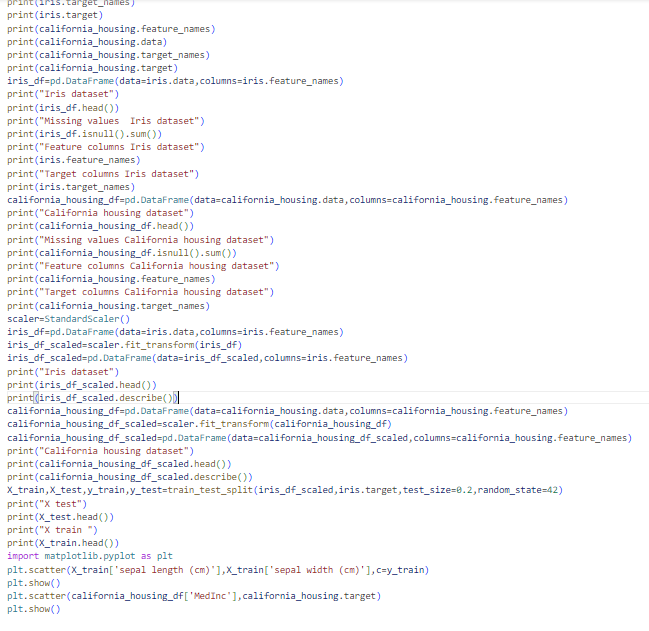 print(iris.target_names)
print(iris.target)
print(california_housing.feature_names)
print(california_housing.data)
print(california_housing.target_names)
print(california_housing.target)
iris_df=pd.DataFrame(data=iris.data,columns=iris.feature_names)
print("Iris dataset")
print(iris_df.head())
print("Missing values  Iris dataset")
print(iris_df.isnull().sum())
print("Feature columns Iris dataset")
print(iris.feature_names)
print("Target columns Iris dataset")
print(iris.target_names)
california_housing_df=pd.DataFrame(data=california_housing.data,columns=california_housing.feature_names)
print("California housing dataset")
print(california_housing_df.head())
print("Missing values California housing dataset")
print(california_housing_df.isnull().sum())
print("Feature columns California housing dataset")
print(california_housing.feature_names)
print("Target columns California housing dataset")
print(california_housing.target_names)
scaler=StandardScaler()
iris_df=pd.DataFrame(data=iris.data,columns=iris.feature_names)
iris_df_scaled=scaler.fit_transform(iris_df)
iris_df_scaled=pd.DataFrame(data=iris_df_scaled,columns=iris.feature_names)
print("Iris dataset")
print(iris_df_scaled.head())
print(iris_df_scaled.describe())
california_housing_df=pd.DataFrame(data=california_housing.data,columns=california_housing.feature_names)
california_housing_df_scaled=scaler.fit_transform(california_housing_df)
california_housing_df_scaled=pd.DataFrame(data=california_housing_df_scaled,columns=california_housing.feature_names)
print("California housing dataset")
print(california_housing_df_scaled.head())
print(california_housing_df_scaled.describe())
X_train,X_test,y_train,y_test=train_test_split(iris_df_scaled,iris.target,test_size=0.2,random_state=42)
print("X test")
print(X_test.head())
print("X train ")
print(X_train.head())
import matplotlib.pyplot as plt
plt.scatter(X_train['sepal length (cm)'],X_train['sepal width (cm)'],c=y_train)
plt.show()
plt.scatter(california_housing_df['MedInc'],california_housing.target)
plt.show()